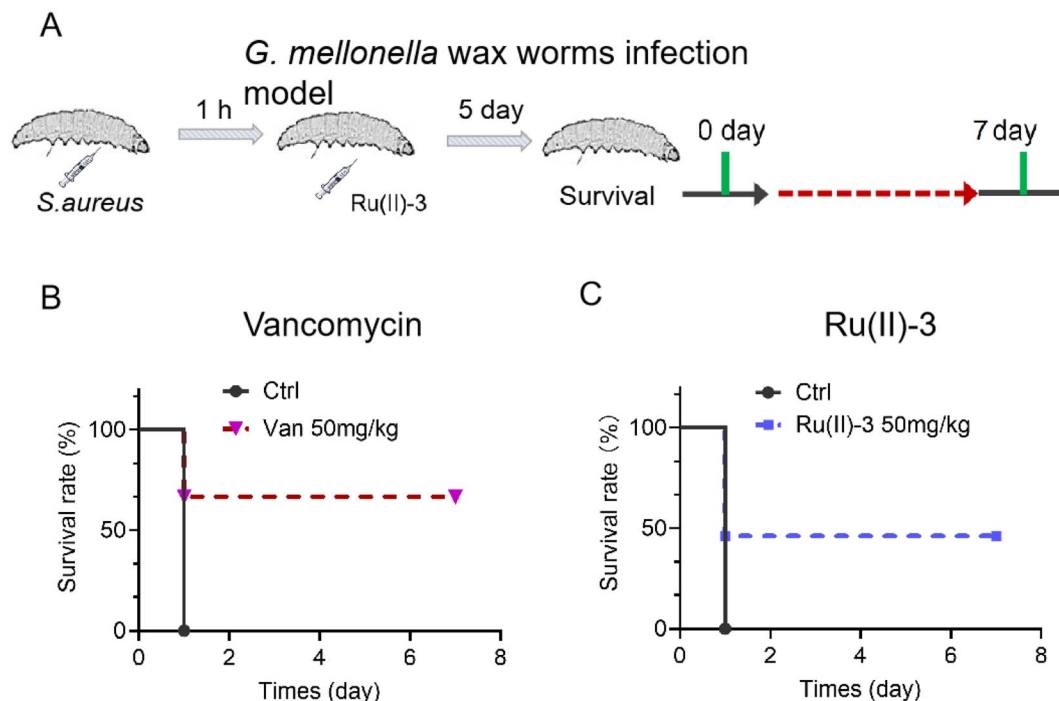 A
G. mellonella wax worms infection
model
1 h
5 day
0 day
7 day
S.aureus
Ru(II)-3
Survival
B
Vancomycin
Ctrl
Van 50mg/kg
Survival rate (%)
100
50
0
0 2 4 6 8
Times (day)
C
Ru(II)-3
Ctrl
Ru(II)-3 50mg/kg
Survival rate (%)
100
50
0
0 2 4 6 8
Times (day)